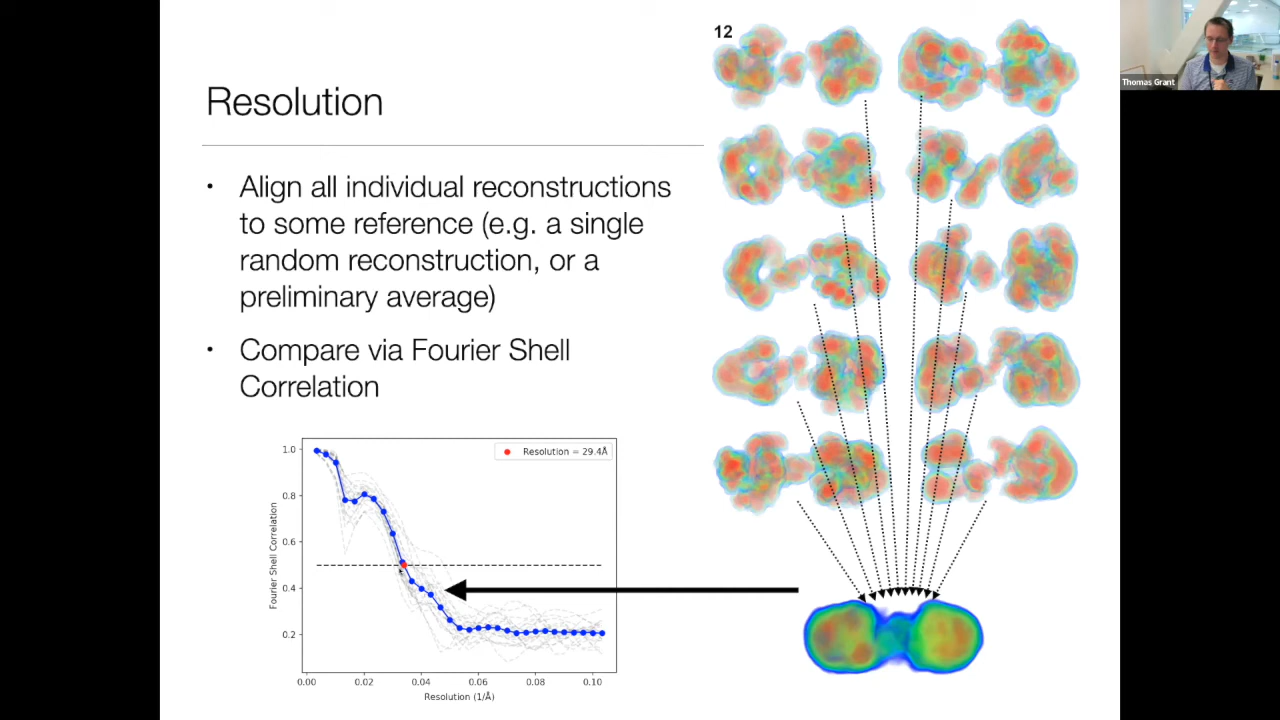 12
Thomas Grant
Resolution
• Align all individual reconstructions
to some reference (e.g. a single
random reconstruction, or a
preliminary average)
• Compare via Fourier Shell
Correlation
Resolution = 29.4Å
Fourier Shell Correlation
1.0
0.8
0.6
0.4
0.2
0.00 0.02 0.04 0.06 0.08 0.10
Resolution (1/Å)